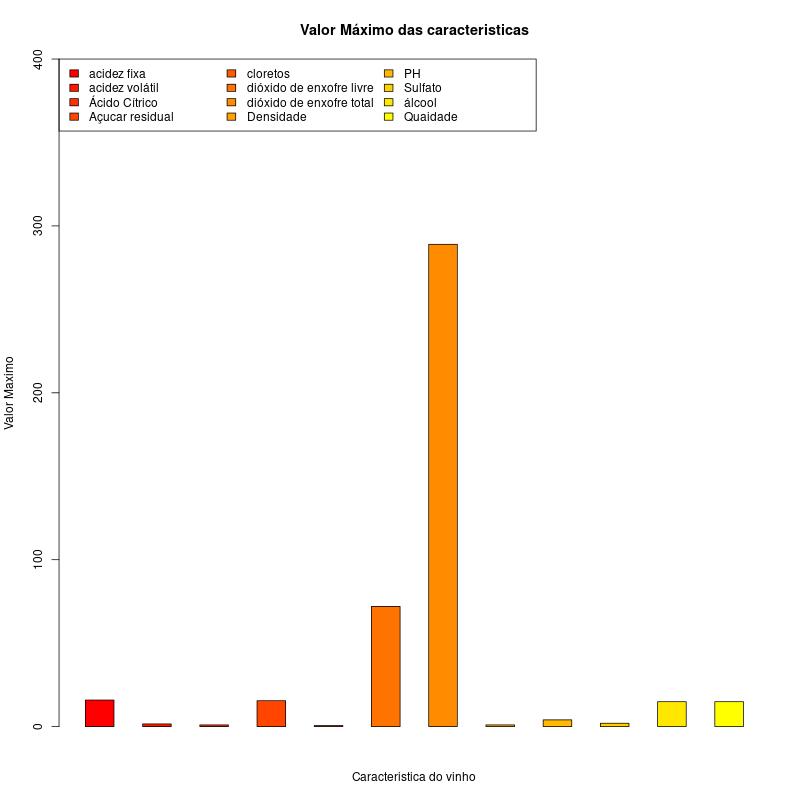 Valor Máximo das caracteristicas
400
300
200
100
0
Valor Maximo
acidez fixa
acidez volátil
Ácido Cítrico
Açucar residual
cloretos
dióxido de enxofre livre
dióxido de enxofre total
Densidade
PH
Sulfato
álcool
Quaidade
Caracteristica do vinho